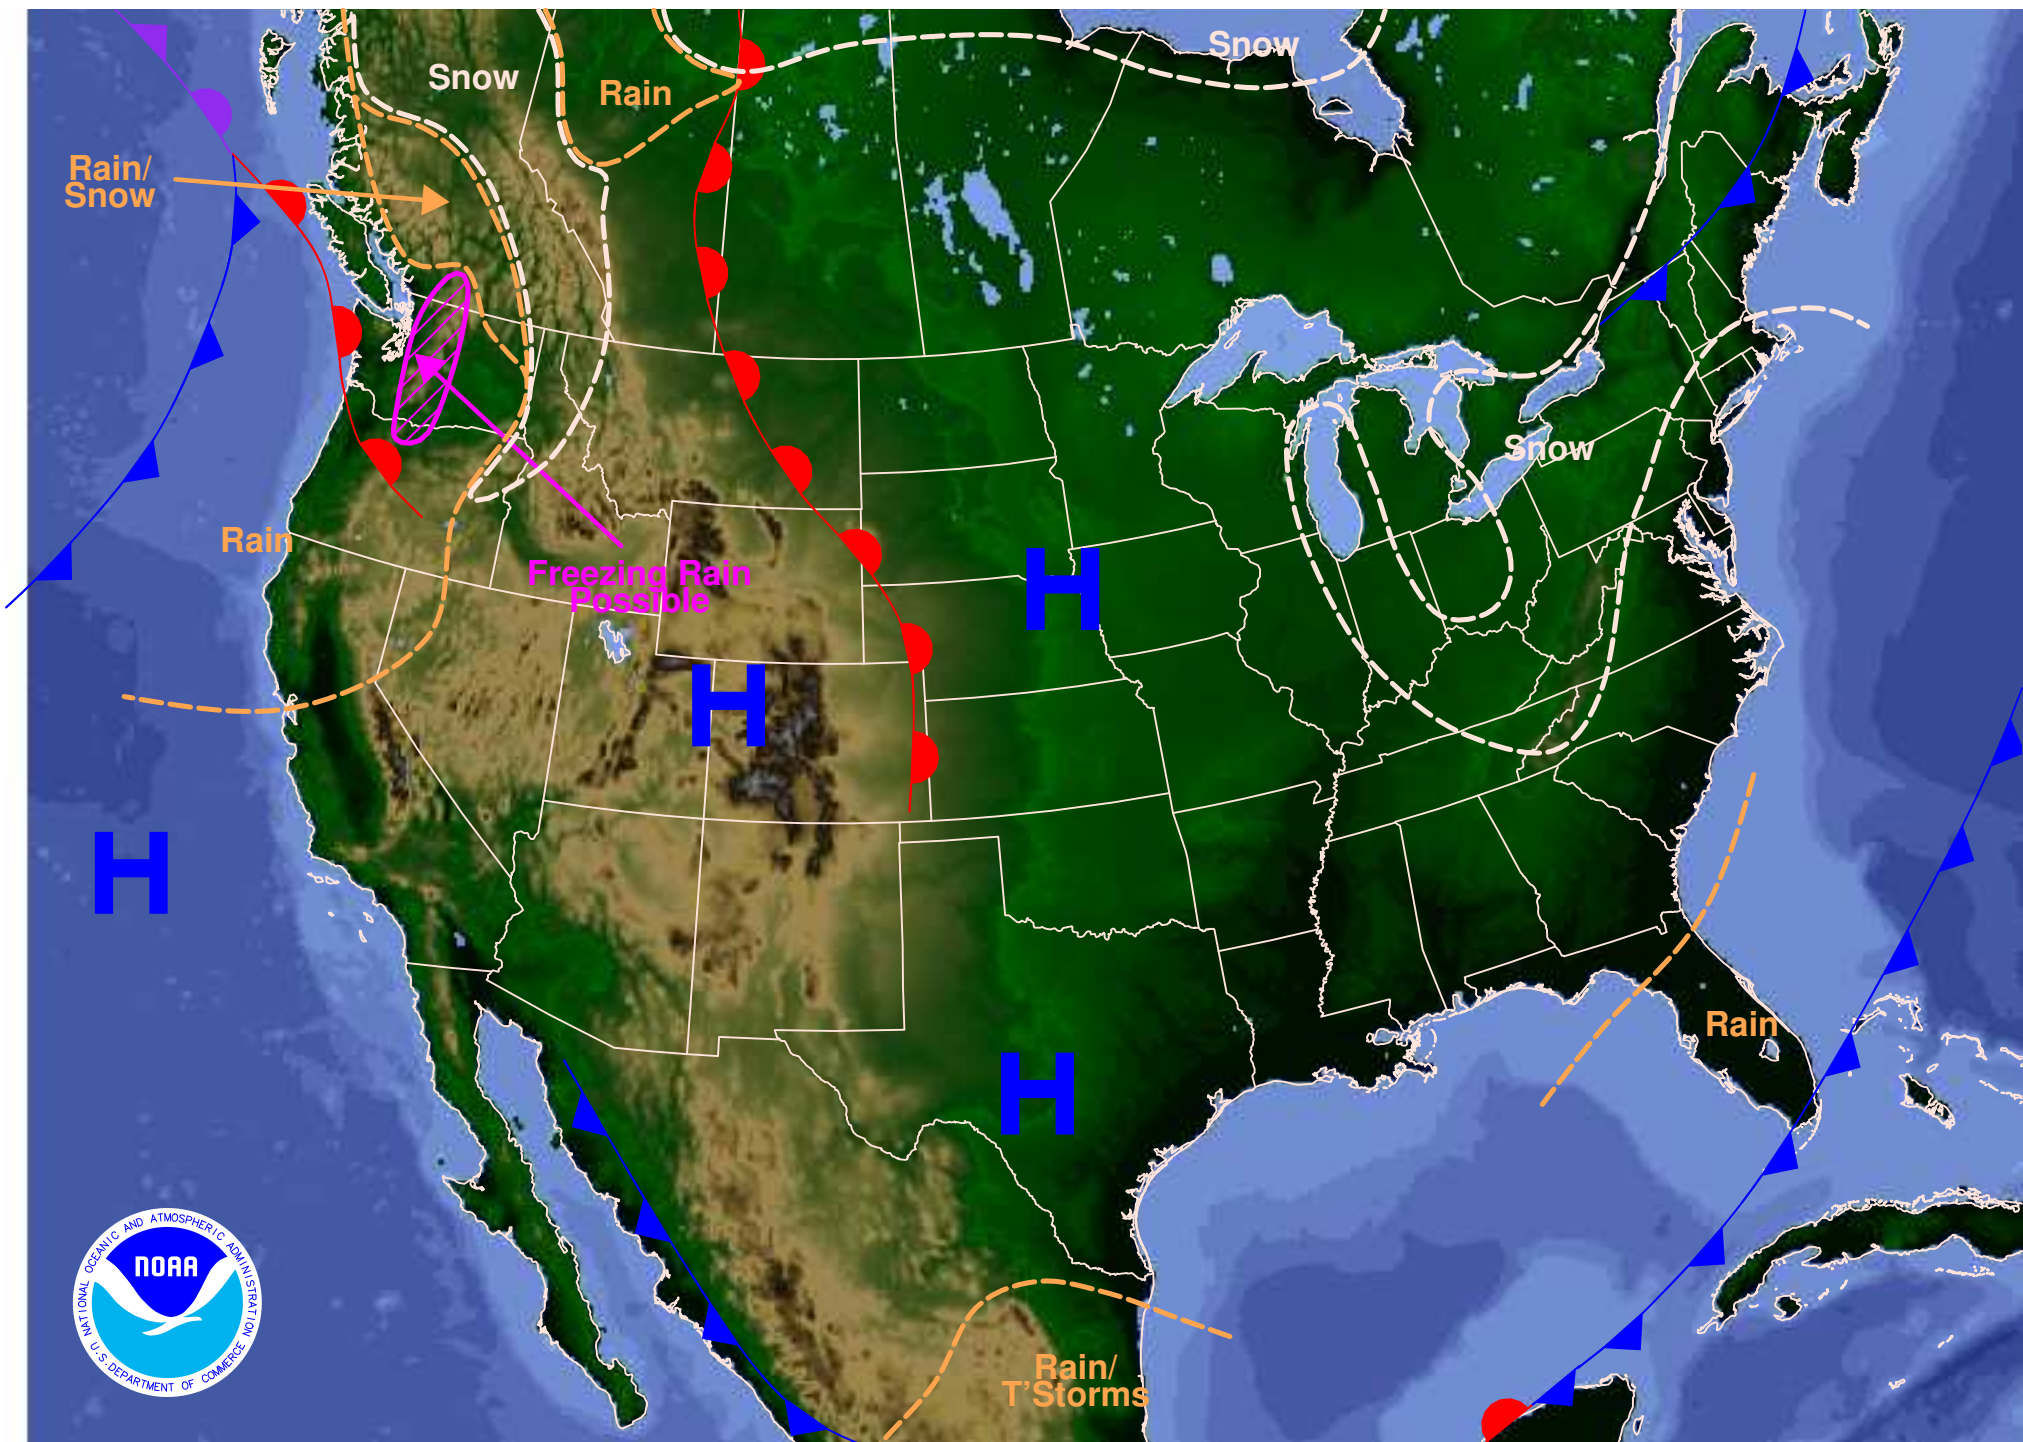 Snow
Snow
Rain
Rain/
Snow
Snow
Rain
Freezing Rain
Possible
H
H
H
H
Rain
Rain/
T'Storms
NATIONAL OCEANIC AND ATMOSPHERIC ADMINISTRATION
NOAA
U.S. DEPARTMENT OF COMMERCE